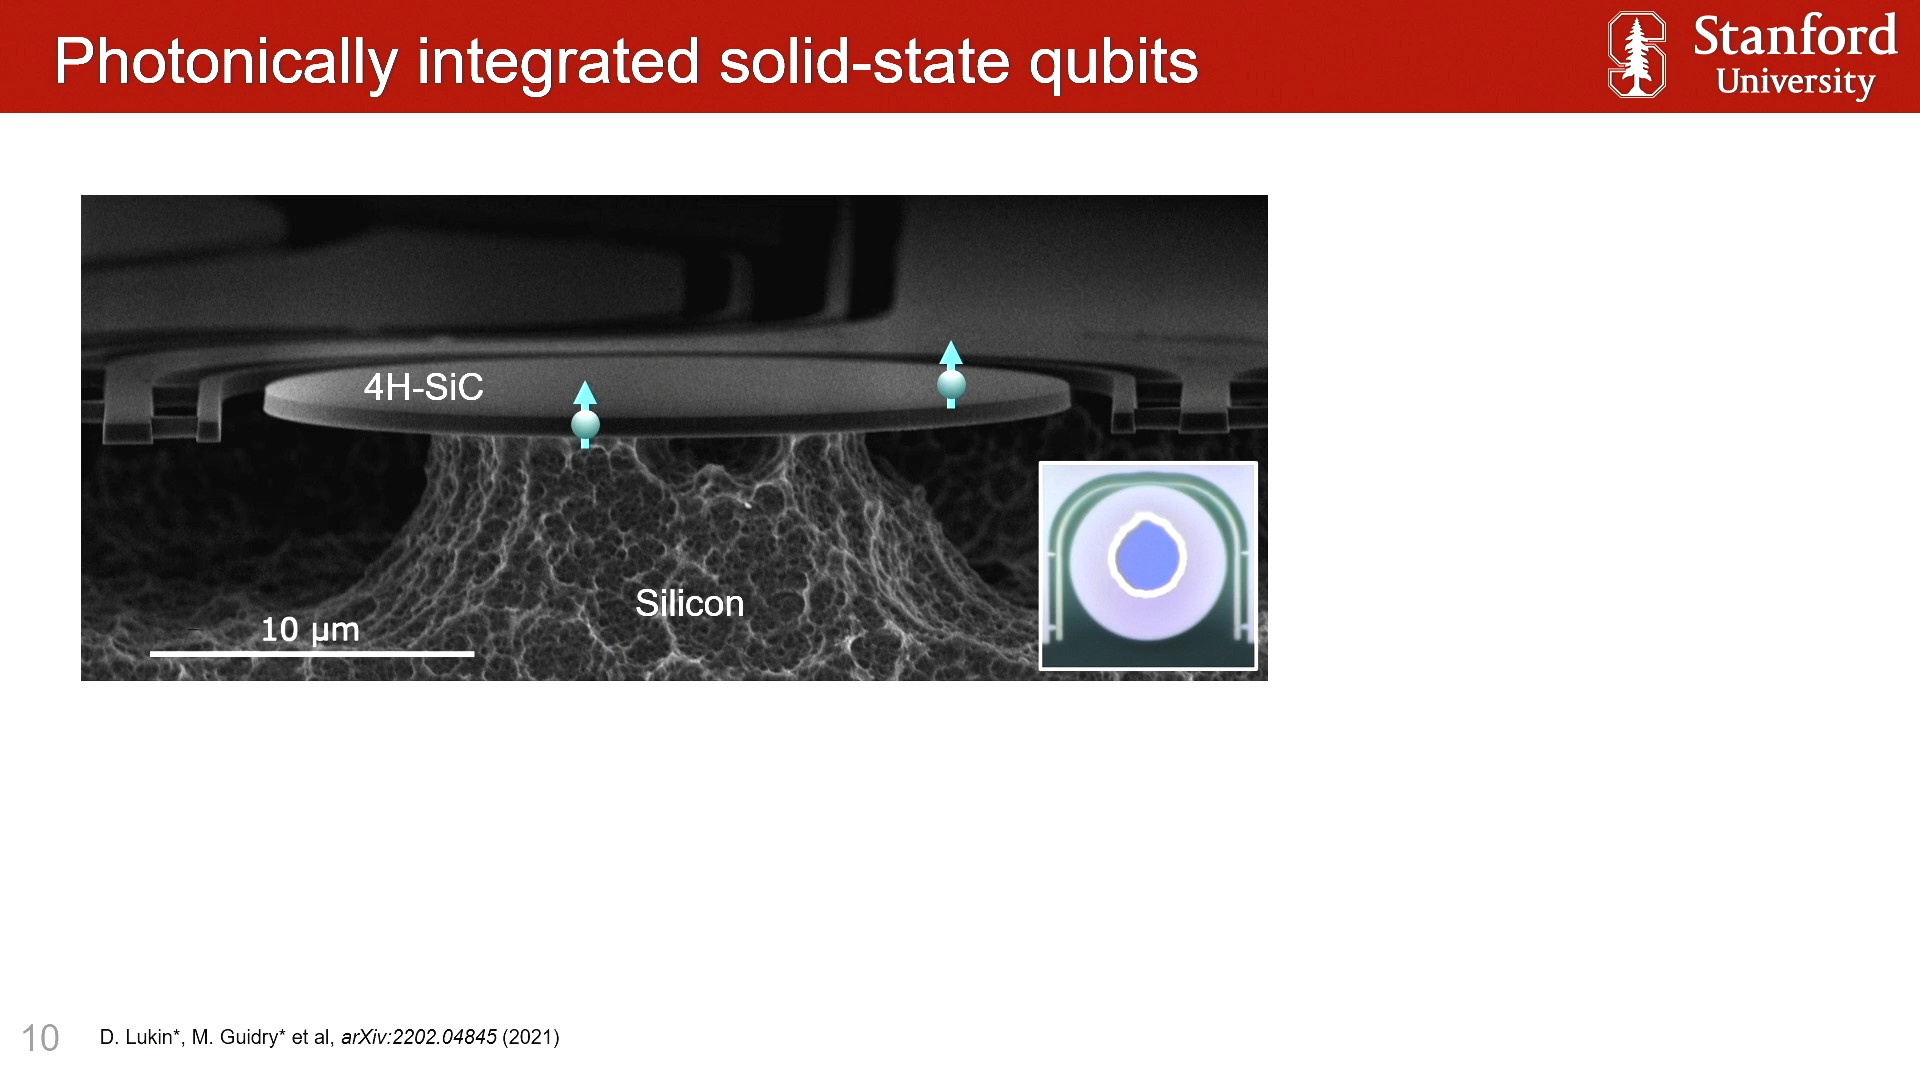 Photonically integrated solid-state qubits
Stanford
University
4H-SiC
Silicon
10 µm
10
D. Lukin*, M. Guidry* et al, arXiv:2202.04845 (2021)